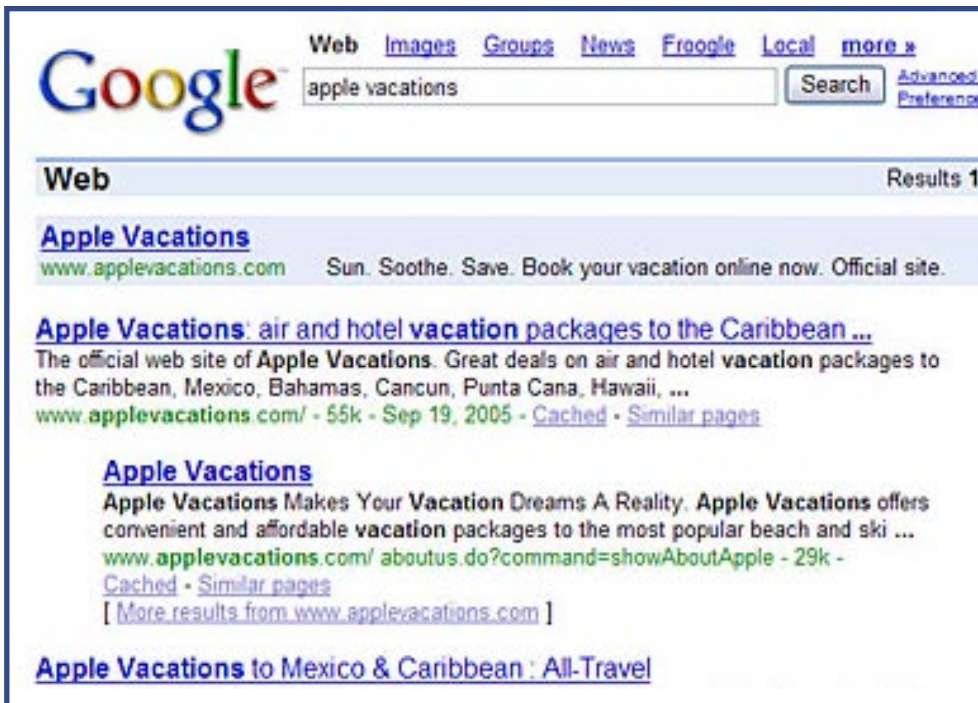 Google
Web Images Groups News Froogle Local more »
apple vacations Search Advanced
Preference
Web Results 1
Apple Vacations
www.applevacations.com Sun. Soothe. Save. Book your vacation online now. Official site.
Apple Vacations: air and hotel vacation packages to the Caribbean ...
The official web site of Apple Vacations. Great deals on air and hotel vacation packages to
the Caribbean, Mexico, Bahamas, Cancun, Punta Cana, Hawaii, ...
www.applevacations.com/ - 55k - Sep 19, 2005 - Cached - Similar pages
Apple Vacations
Apple Vacations Makes Your Vacation Dreams A Reality. Apple Vacations offers
convenient and affordable vacation packages to the most popular beach and ski ...
www.applevacations.com/ aboutus.do?command=showAboutApple - 29k -
Cached - Similar pages
[ More results from www.applevacations.com ]
Apple Vacations to Mexico & Caribbean : All-Travel